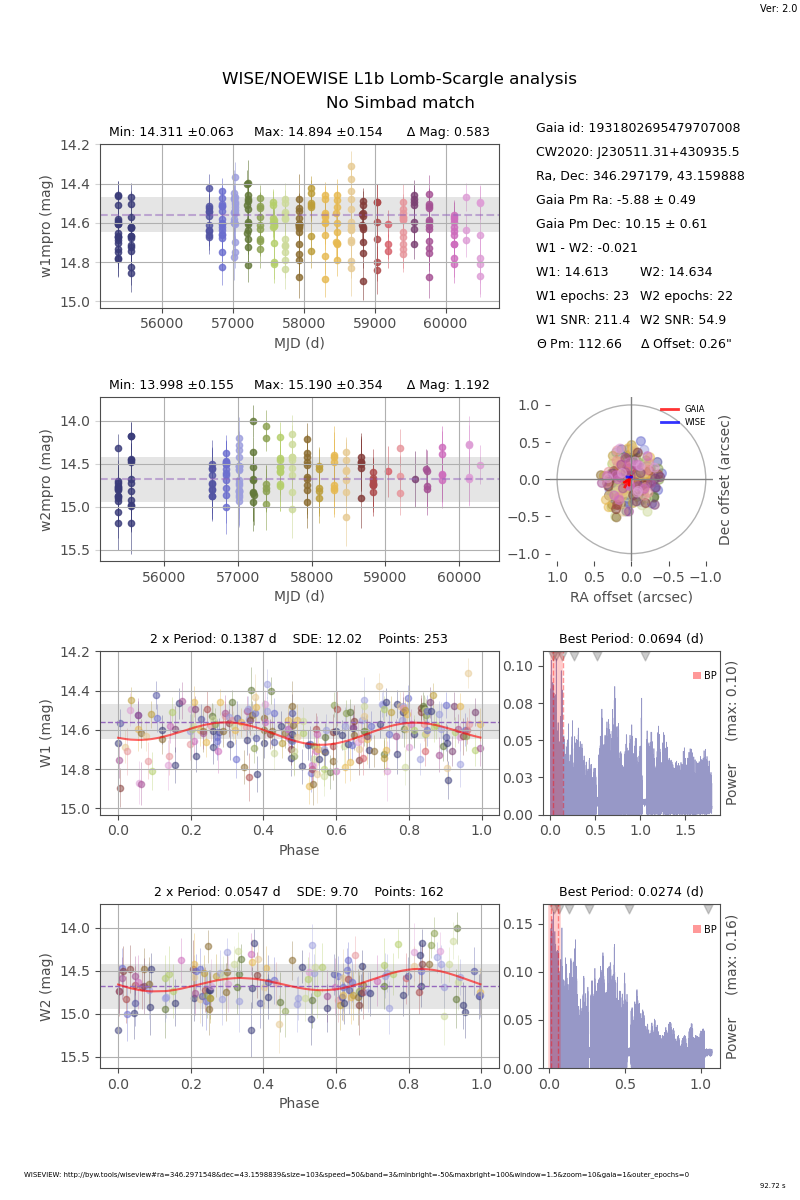 Ver: 2.0
WISE/NOEWISE L1b Lomb-Scargle analysis
No Simbad match
Min: 14.311 ±0.063 Max: 14.894 ±0.154 Δ Mag: 0.583
14.2
14.4
14.6
14.8
15.0
w1mpro (mag)
56000 57000 58000 59000 60000
MJD (d)
Gaia id: 1931802695479707008
CW2020: J230511.31+430935.5
Ra, Dec: 346.297179, 43.159888
Gaia Pm Ra: -5.88 ± 0.49
Gaia Pm Dec: 10.15 ± 0.61
W1 - W2: -0.021
W1: 14.613 W2: 14.634
W1 epochs: 23 W2 epochs: 22
W1 SNR: 211.4 W2 SNR: 54.9
Θ Pm: 112.66 Δ Offset: 0.26"
Min: 13.998 ±0.155 Max: 15.190 ±0.354 Δ Mag: 1.192
14.0
14.5
15.0
15.5
w2mpro (mag)
56000 57000 58000 59000 60000
MJD (d)
GAIA
WISE
1.0
0.5
0.0
−0.5
−1.0
Dec offset (arcsec)
1.0 0.5 0.0 −0.5 −1.0
RA offset (arcsec)
2 x Period: 0.1387 d SDE: 12.02 Points: 253
14.2
14.4
14.6
14.8
15.0
W1 (mag)
0.0 0.2 0.4 0.6 0.8 1.0
Phase
Best Period: 0.0694 (d)
BP
0.10
0.08
0.05
0.03
0.00
Power (max: 0.10)
0.0 0.5 1.0 1.5
2 x Period: 0.0547 d SDE: 9.70 Points: 162
14.0
14.5
15.0
15.5
W2 (mag)
0.0 0.2 0.4 0.6 0.8 1.0
Phase
Best Period: 0.0274 (d)
BP
0.15
0.10
0.05
0.00
Power (max: 0.16)
0.0 0.5 1.0
WISEVIEW: http://byw.tools/wiseview#ra=346.2971548&dec=43.1598839&size=103&speed=50&band=3&minbright=-50&maxbright=100&window=1.5&zoom=10&gaia=1&outer_epochs=0
92.72 s